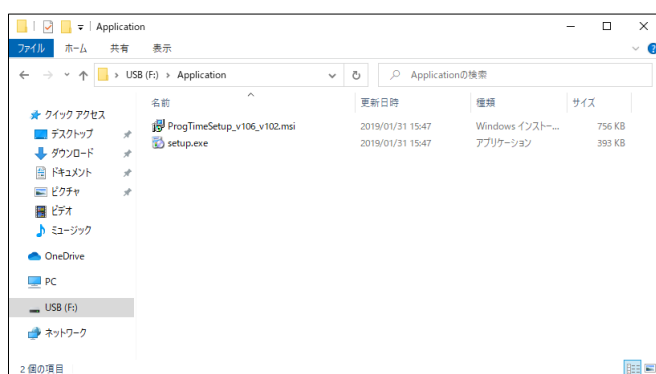 Application
ファイル ホーム 共有 表示
USB (F:) › Application
Applicationの検索
名前 更新日時 種類 サイズ
クイック アクセス
デスクトップ
ダウンロード
ドキュメント
ピクチャ
ビデオ
ミュージック
OneDrive
PC
USB (F:)
ネットワーク
ProgTimeSetup_v106_v102.msi 2019/01/31 15:47 Windows インストー... 756 KB
setup.exe 2019/01/31 15:47 アプリケーション 393 KB
2 個の項目